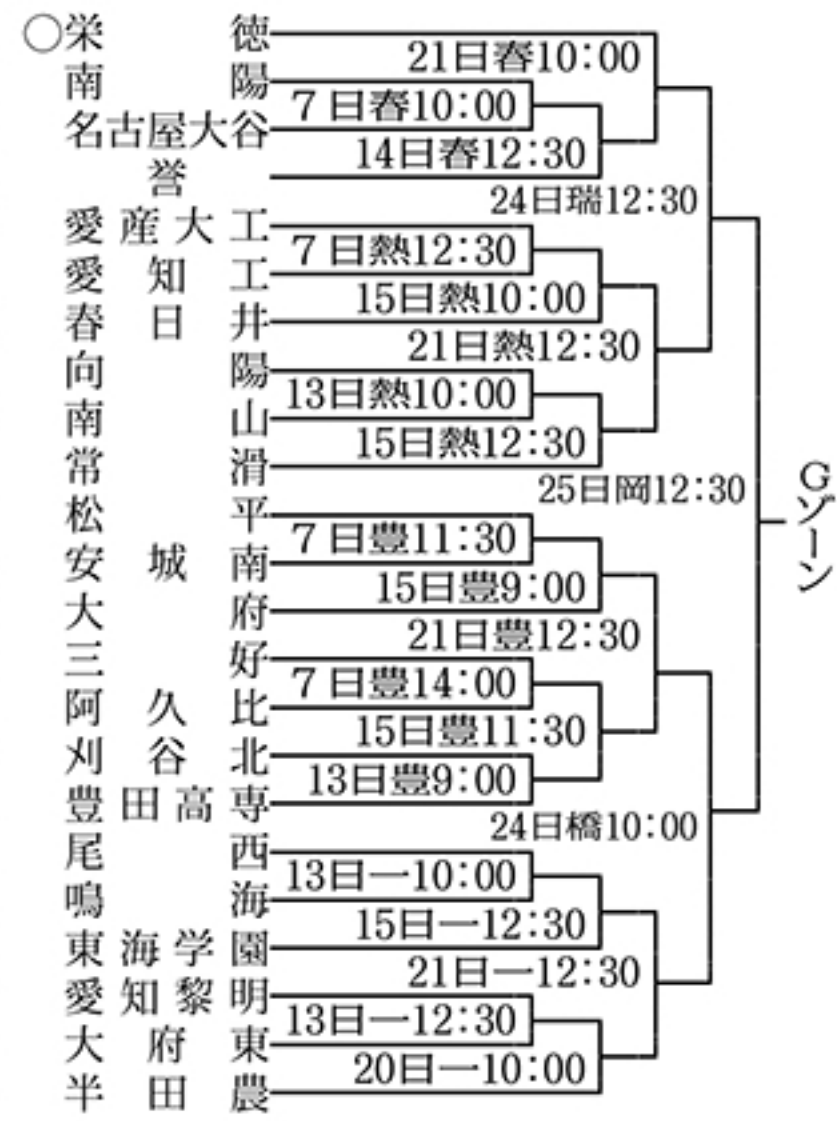 ○栄徳
21日春10:00
南陽
7日春10:00
名古屋大谷
14日春12:30
誉
24日瑞12:30
愛産大工
7日熱12:30
愛知工
15日熱10:00
春日井
21日熱12:30
向陽
13日熱10:00
南山
15日熱12:30
常滑
25日岡12:30
Gゾーン
松平
7日豊11:30
安城南
15日豊9:00
大府
21日豊12:30
三好
7日豊14:00
阿久比
15日豊11:30
刈谷北
13日豊9:00
豊田高専
24日橋10:00
尾西
13日一10:00
鳴海
15日一12:30
東海学園
21日一12:30
愛知黎明
13日一12:30
大府東
20日一10:00
半田農